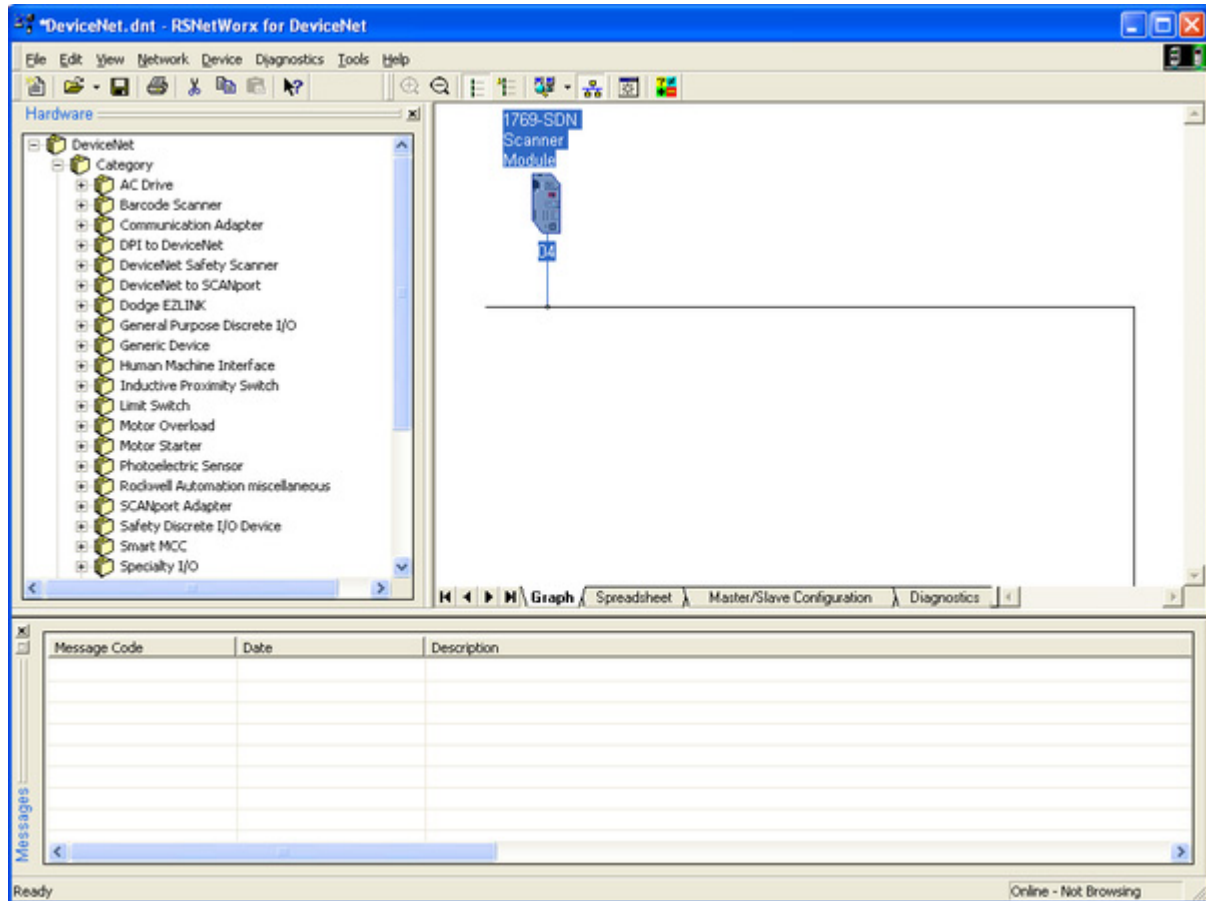 *DeviceNet.dnt - RSNetWorx for DeviceNet
File Edit View Network Device Diagnostics Tools Help
Hardware
DeviceNet
Category
AC Drive
Barcode Scanner
Communication Adapter
DPI to DeviceNet
DeviceNet Safety Scanner
DeviceNet to SCANport
Dodge EZLINK
General Purpose Discrete I/O
Generic Device
Human Machine Interface
Inductive Proximity Switch
Limit Switch
Motor Overload
Motor Starter
Photoelectric Sensor
Rockwell Automation miscellaneous
SCANport Adapter
Safety Discrete I/O Device
Smart MCC
Specialty I/O
1769-SDN
Scanner
Module
04
Graph Spreadsheet Master/Slave Configuration Diagnostics
Message Code Date Description
Messages
Ready Online - Not Browsing